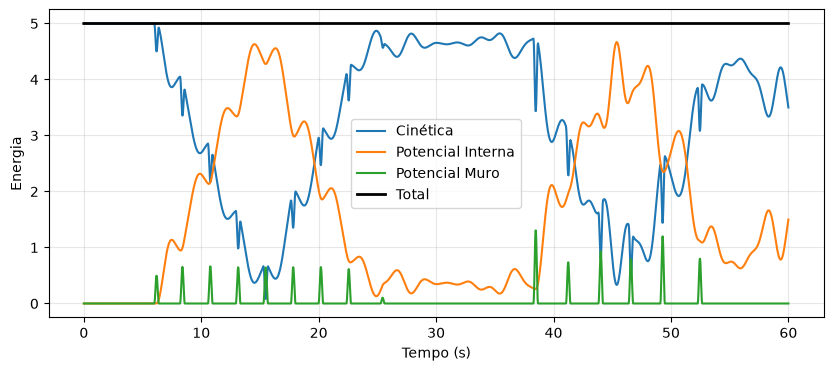 5
4
3
2
1
0
Energia
Cinética
Potencial Interna
Potencial Muro
Total
0 10 20 30 40 50 60
Tempo (s)